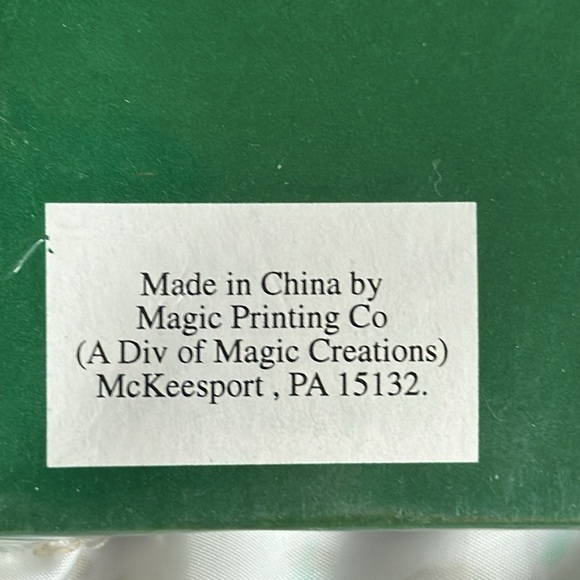 Made in China by
Magic Printing Co
(A Div of Magic Creations)
McKeesport , PA 15132.